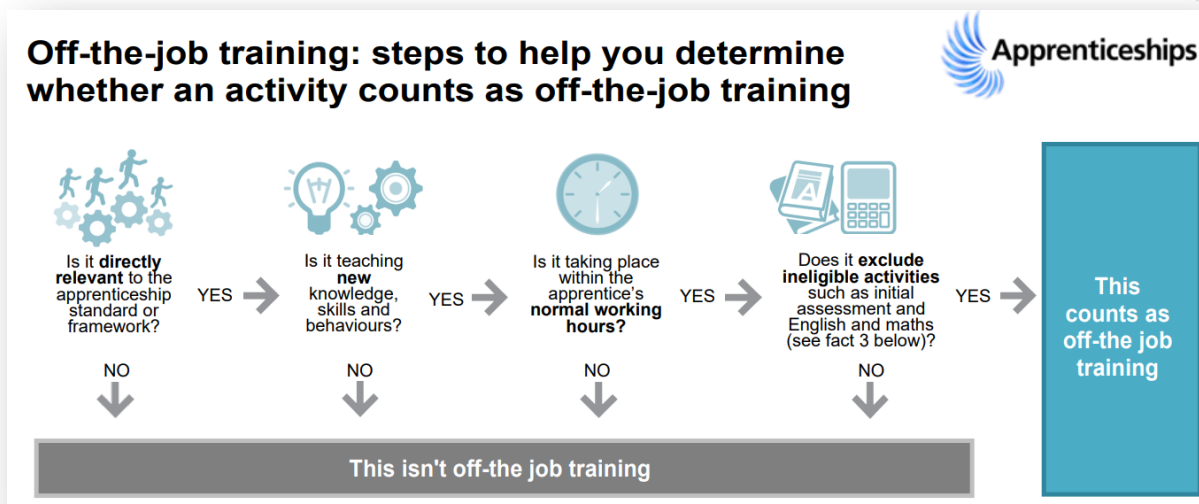 Off-the-job training: steps to help you determine
whether an activity counts as off-the-job training
Apprenticeships
Is it directly
relevant to the
apprenticeship
standard or
framework?
YES
Is it teaching
new
knowledge,
skills and
behaviours?
YES
Is it taking place
within the
apprentice's
normal working
hours?
YES
Does it exclude
ineligible activities
such as initial
assessment and
English and maths
(see fact 3 below)?
YES
This
counts as
off-the job
training
NO
NO
NO
NO
This isn't off-the job training